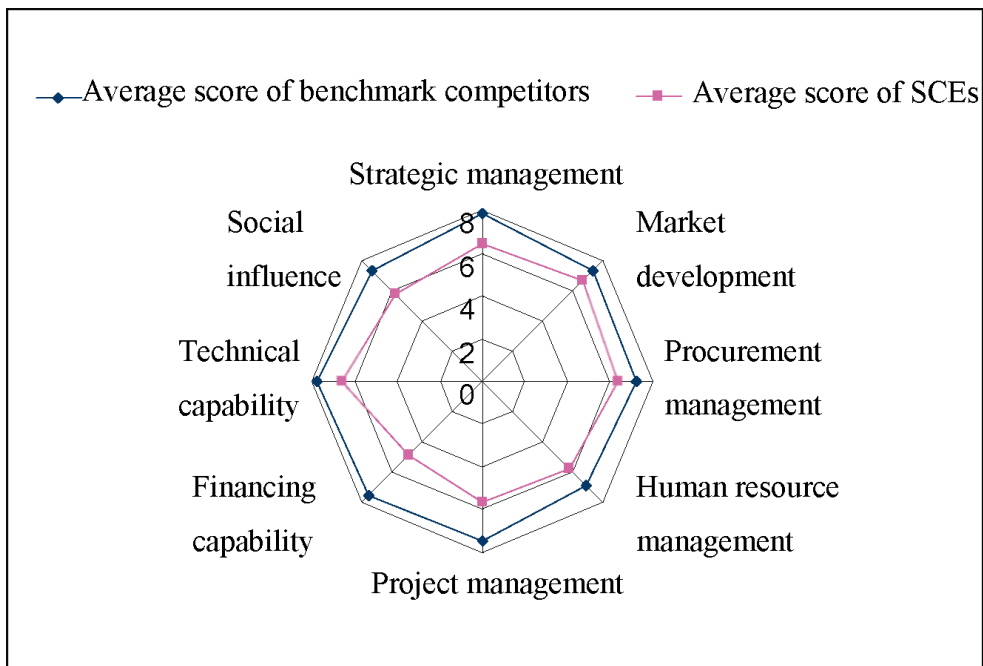 Average score of benchmark competitors
Average score of SCEs
Strategic management
Social
influence
Market
development
Technical
capability
Procurement
management
Financing
capability
Human resource
management
Project management
8
6
4
2
0